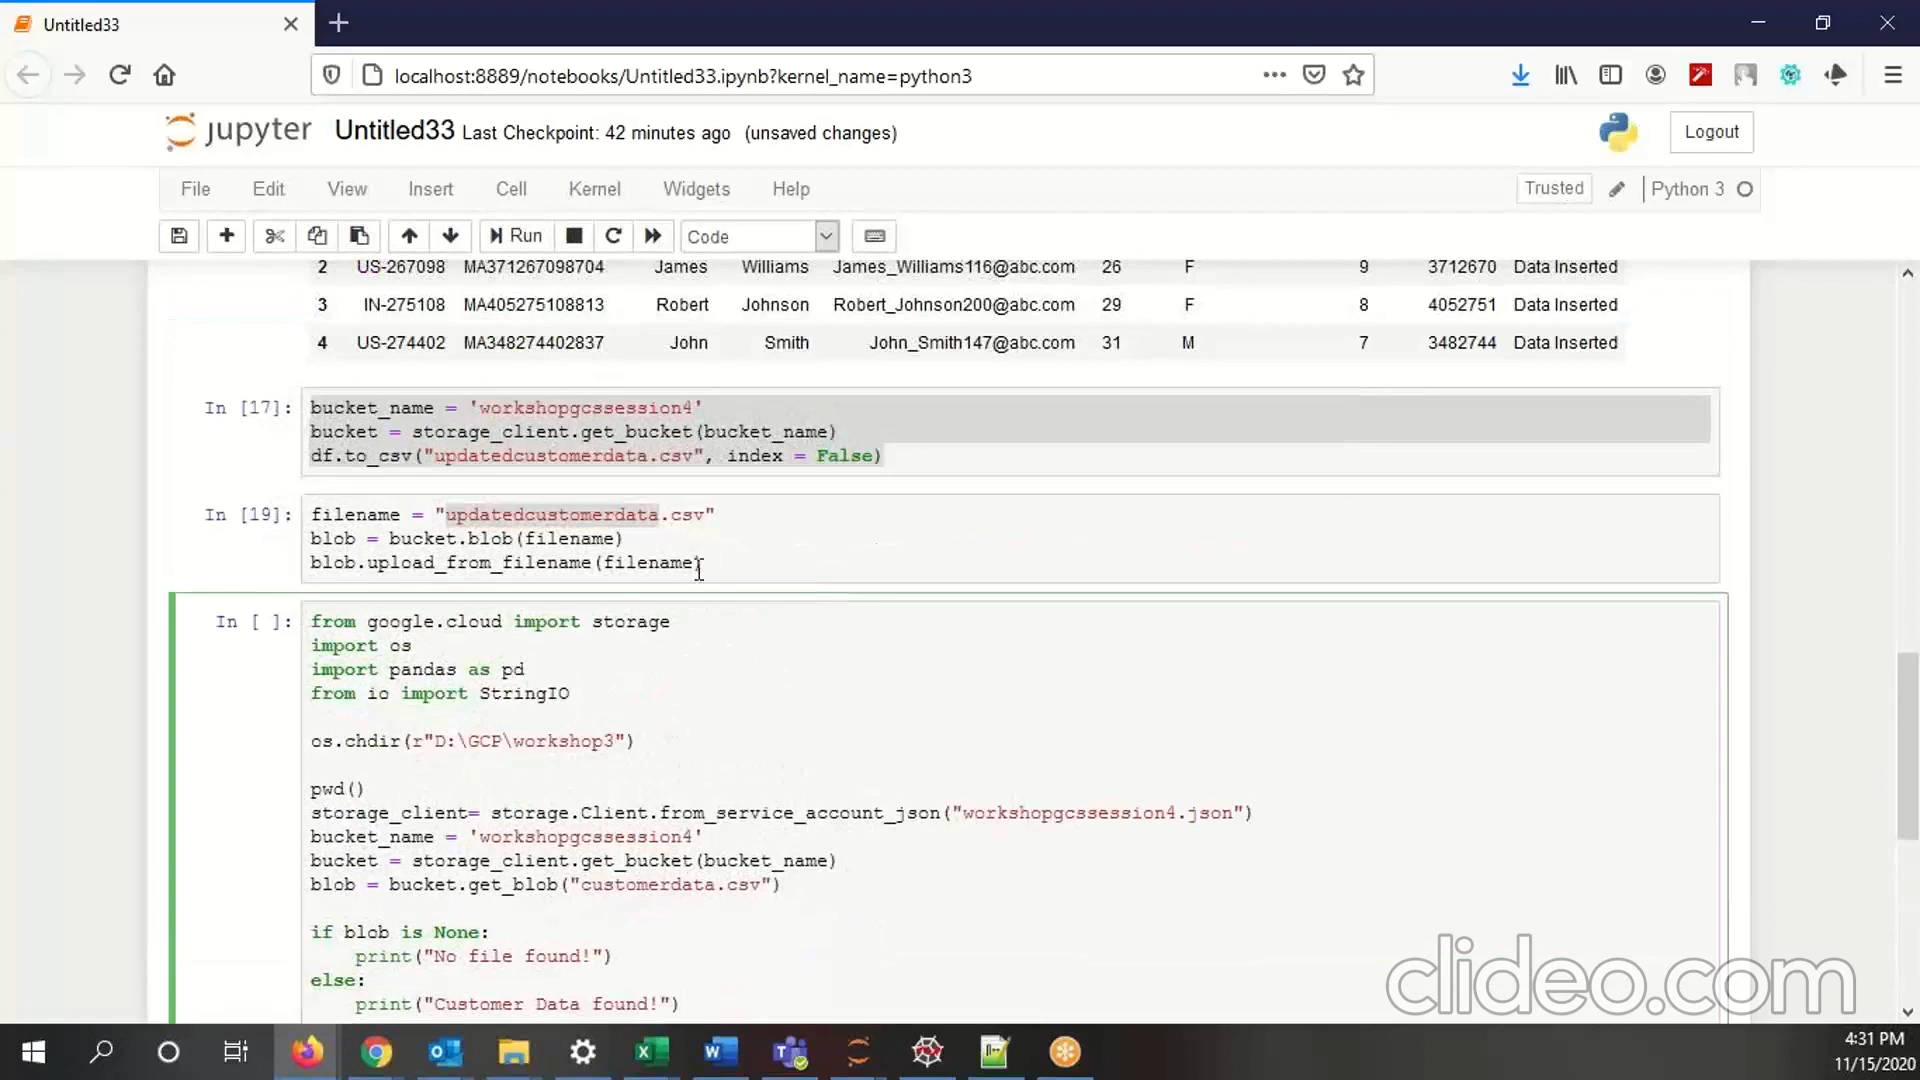 Untitled33
localhost:8889/notebooks/Untitled33.ipynb?kernel_name=python3
jupyter Untitled33 Last Checkpoint: 42 minutes ago (unsaved changes)
Logout
File Edit View Insert Cell Kernel Widgets Help
Trusted Python 3
Run Code
2 US-267098 MA371267098704 James Williams James_Williams116@abc.com 26 F 9 3712670 Data Inserted
3 IN-275108 MA405275108813 Robert Johnson Robert_Johnson200@abc.com 29 F 8 4052751 Data Inserted
4 US-274402 MA348274402837 John Smith John_Smith147@abc.com 31 M 7 3482744 Data Inserted
In [17]: bucket_name = 'workshopgcssession4'
bucket = storage_client.get_bucket(bucket_name)
df.to_csv("updatedcustomerdata.csv", index = False)
In [19]: filename = "updatedcustomerdata.csv"
blob = bucket.blob(filename)
blob.upload_from_filename(filename)
In [ ]: from google.cloud import storage
import os
import pandas as pd
from io import StringIO
os.chdir(r"D:\GCP\workshop3")
pwd()
storage_client= storage.Client.from_service_account_json("workshopgcssession4.json")
bucket_name = 'workshopgcssession4'
bucket = storage_client.get_bucket(bucket_name)
blob = bucket.get_blob("customerdata.csv")
if blob is None:
print("No file found!")
else:
print("Customer Data found!")
clideo.com
4:31 PM
11/15/2020